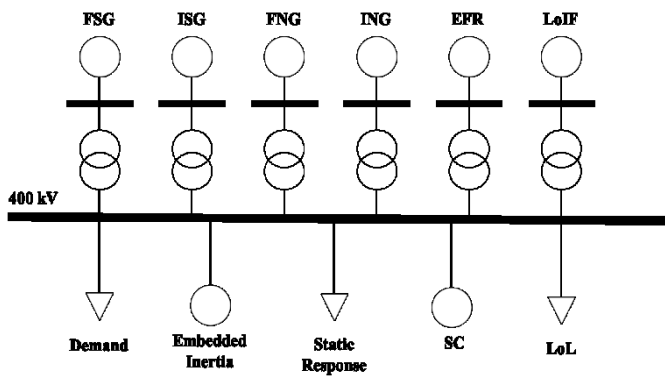 FSG ISG FNG ING EFR LoIF
400 kV
Demand
Embedded
Inertia
Static
Response
SC
LoL